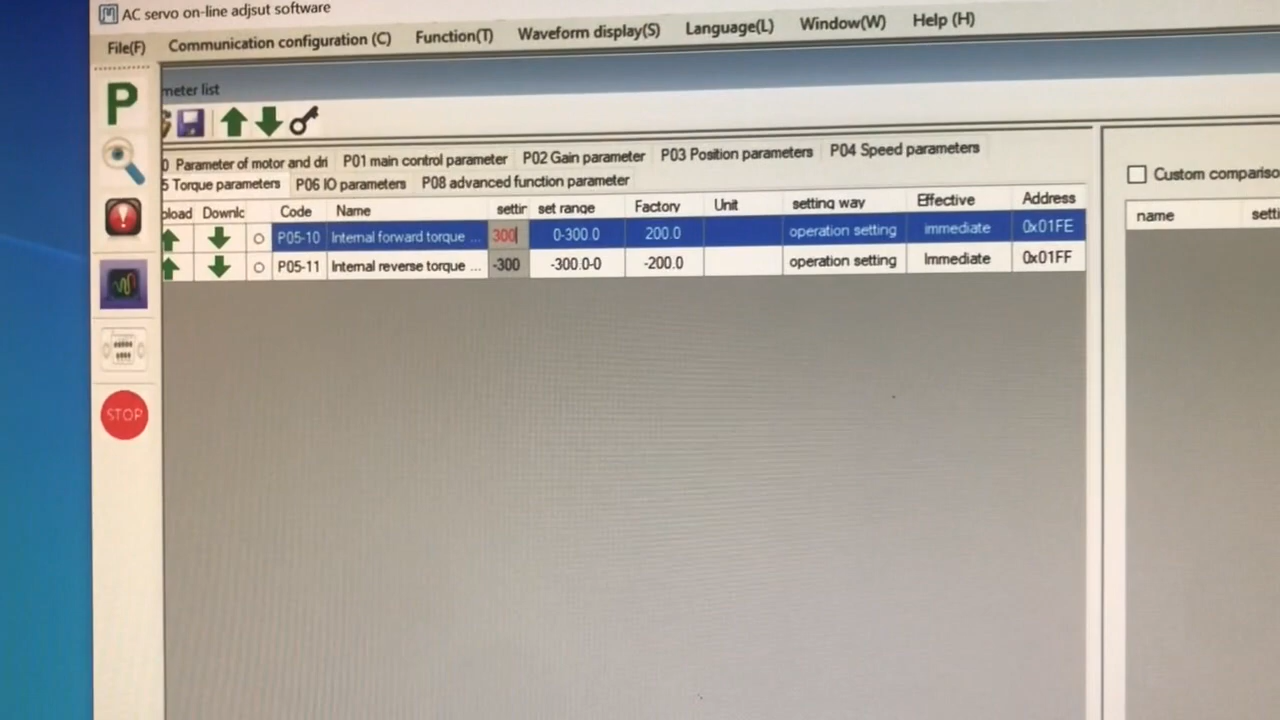 AC servo on-line adjsut software
File(F) Communication configuration (C) Function(T) Waveform display(S) Language(L) Window(W) Help (H)
P
meter list
0 Parameter of motor and dri P01 main control parameter P02 Gain parameter P03 Position parameters P04 Speed parameters
5 Torque parameters P06 IO parameters P08 advanced function parameter
Custom compariso
pload Downlc Code Name settin set range Factory Unit setting way Effective Address
name setti
P05-10 Internal forward torque ... 300 0-300.0 200.0 operation setting immediate 0x01FE
P05-11 Internal reverse torque ... -300 -300.0-0 -200.0 operation setting Immediate 0x01FF
STOP